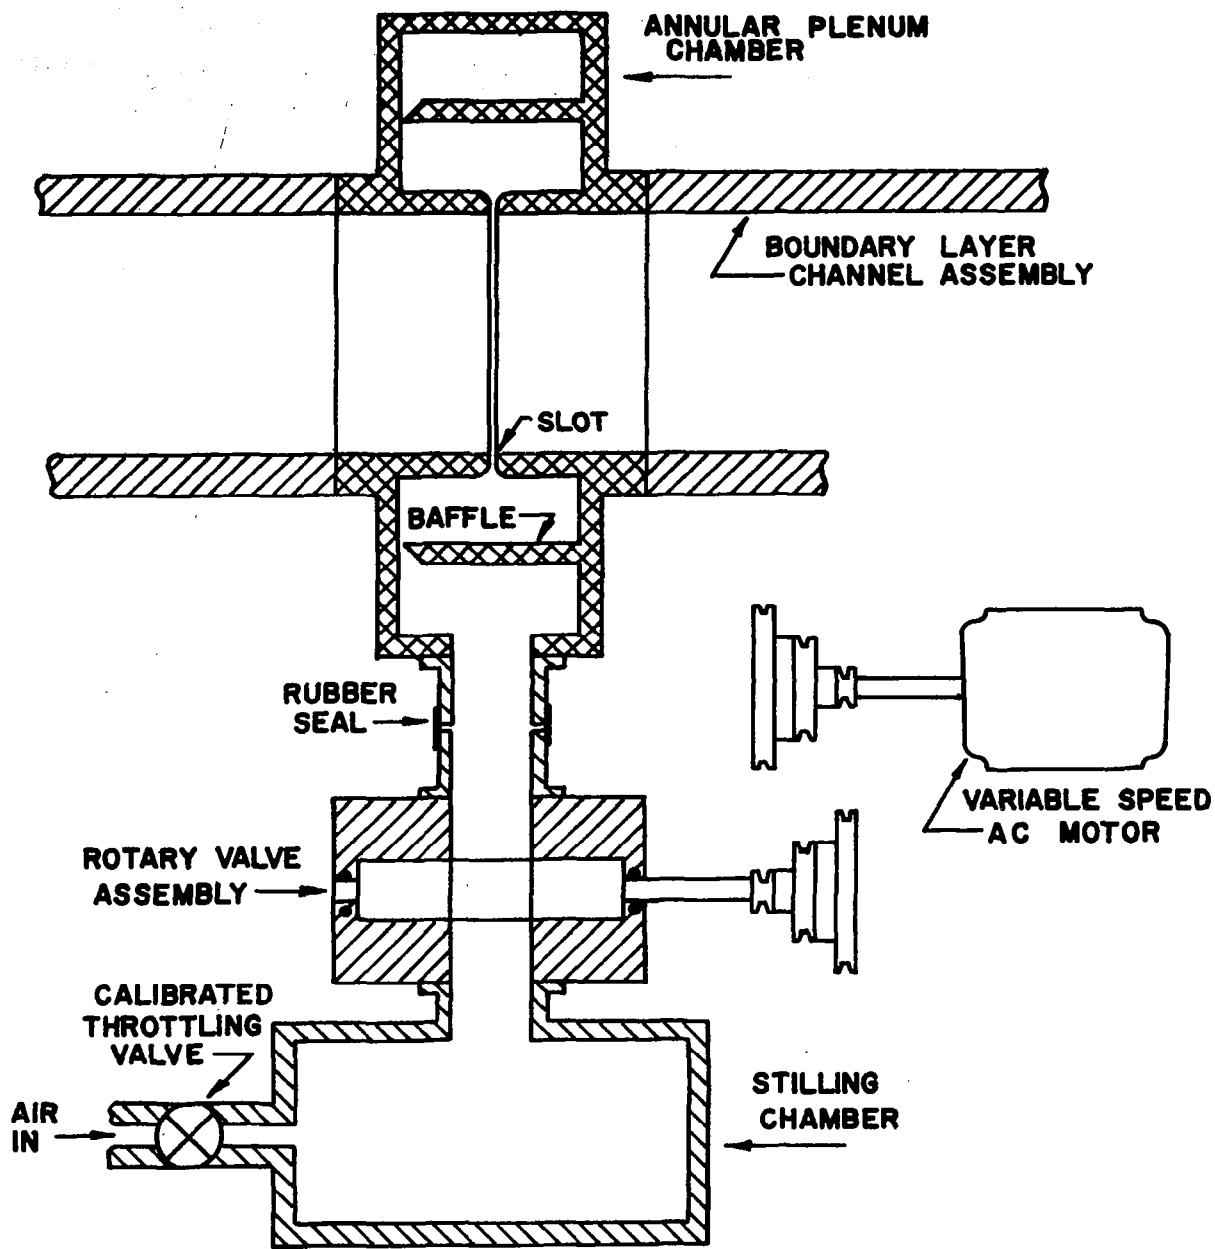 ANNULAR PLENUM
CHAMBER
BOUNDARY LAYER
CHANNEL ASSEMBLY
SLOT
BAFFLE
RUBBER
SEAL
VARIABLE SPEED
AC MOTOR
ROTARY VALVE
ASSEMBLY
CALIBRATED
THROTTLING
VALVE
AIR
IN
STILLING
CHAMBER